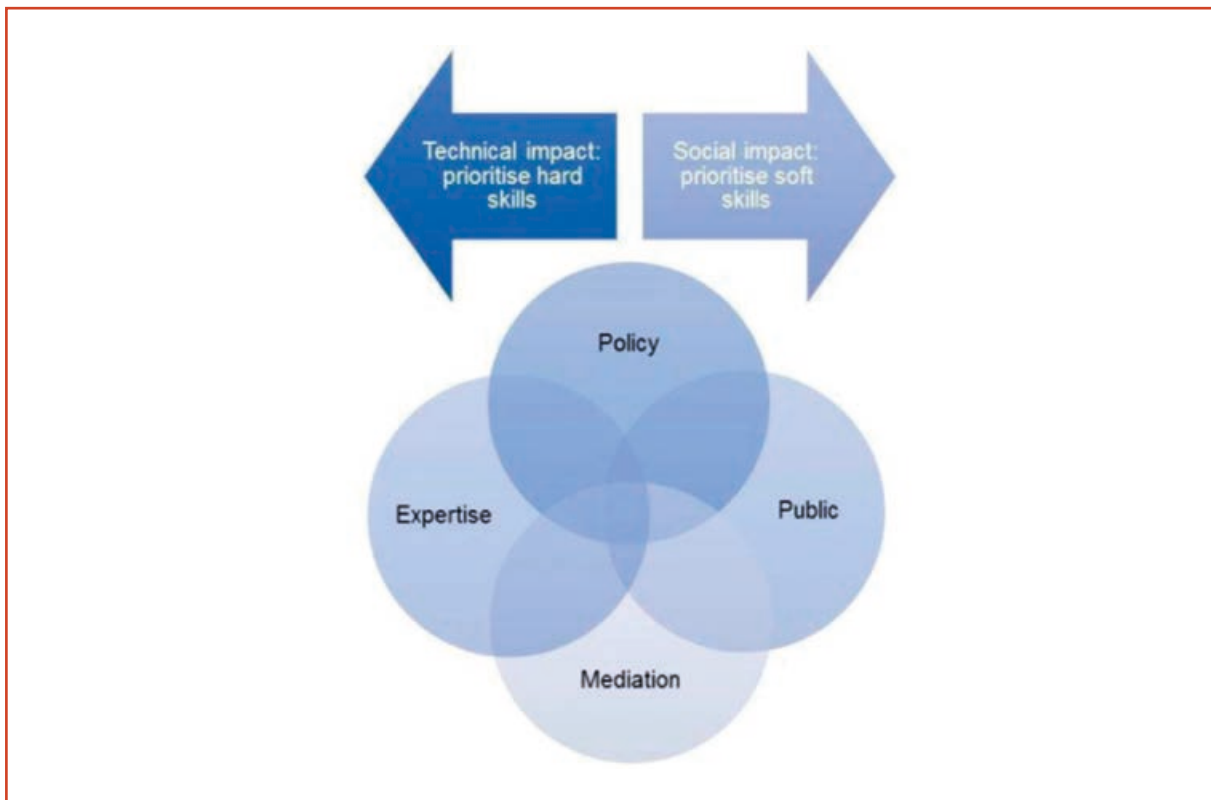 Technical impact:
prioritise hard
skills
Social impact:
prioritise soft
skills
Policy
Expertise
Public
Mediation